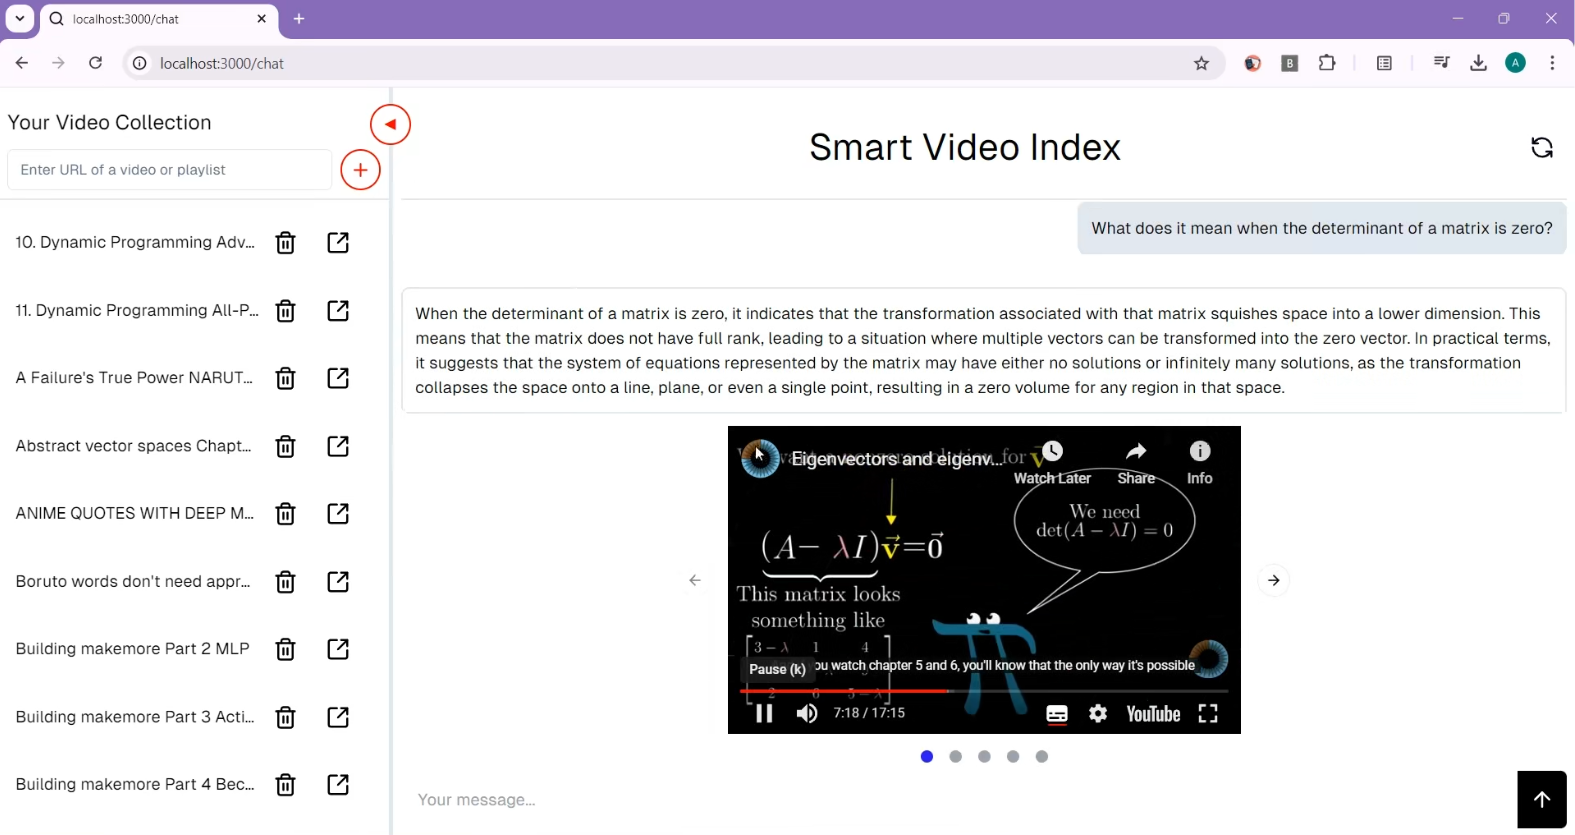 localhost:3000/chat
localhost:3000/chat
B
A
Your Video Collection
Enter URL of a video or playlist
10. Dynamic Programming Adv...
11. Dynamic Programming All-P...
A Failure's True Power NARUT...
Abstract vector spaces Chapt...
ANIME QUOTES WITH DEEP M...
Boruto words don't need appr...
Building makemore Part 2 MLP
Building makemore Part 3 Acti...
Building makemore Part 4 Bec...
Smart Video Index
What does it mean when the determinant of a matrix is zero?
When the determinant of a matrix is zero, it indicates that the transformation associated with that matrix squishes space into a lower dimension. This
means that the matrix does not have full rank, leading to a situation where multiple vectors can be transformed into the zero vector. In practical terms,
it suggests that the system of equations represented by the matrix may have either no solutions or infinitely many solutions, as the transformation
collapses the space onto a line, plane, or even a single point, resulting in a zero volume for any region in that space.
Eigenvectors and eigenv...
for v⃗
Watch Later Share Info
We need
det(A − λI) = 0
(A− λI)v⃗=0⃗
This matrix looks
something like
3 − λ 1 4
ou watch chapter 5 and 6, you'll know that the only way it's possible
Pause (k)
2 6 5 − λ
7:18 / 17:15
YouTube
Your message...